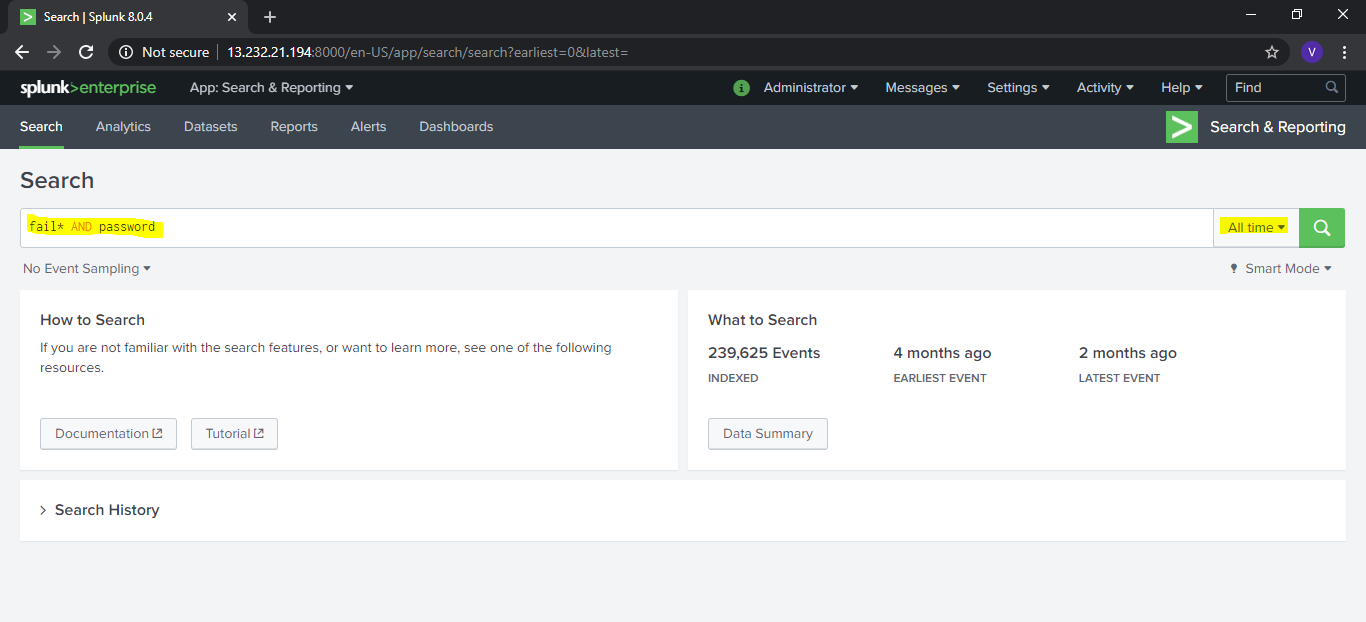 Search | Splunk 8.0.4
Not secure | 13.232.21.194:8000/en-US/app/search/search?earliest=0&latest=
V
splunk>enterprise App: Search & Reporting i Administrator Messages Settings Activity Help Find
Search Analytics Datasets Reports Alerts Dashboards > Search & Reporting
Search
fail* AND password All time
No Event Sampling Smart Mode
How to Search
If you are not familiar with the search features, or want to learn more, see one of the following
resources.
Documentation Tutorial
What to Search
239,625 Events 4 months ago 2 months ago
INDEXED EARLIEST EVENT LATEST EVENT
Data Summary
> Search History